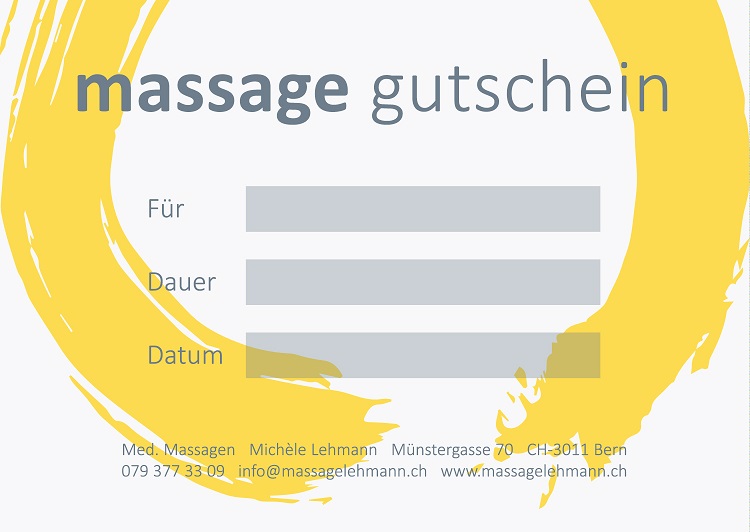 massage gutschein
Für
Dauer
Datum
Med. Massagen Michèle Lehmann Münstergasse 70 CH-3011 Bern
079 377 33 09 info@massagelehmann.ch www.massagelehmann.ch